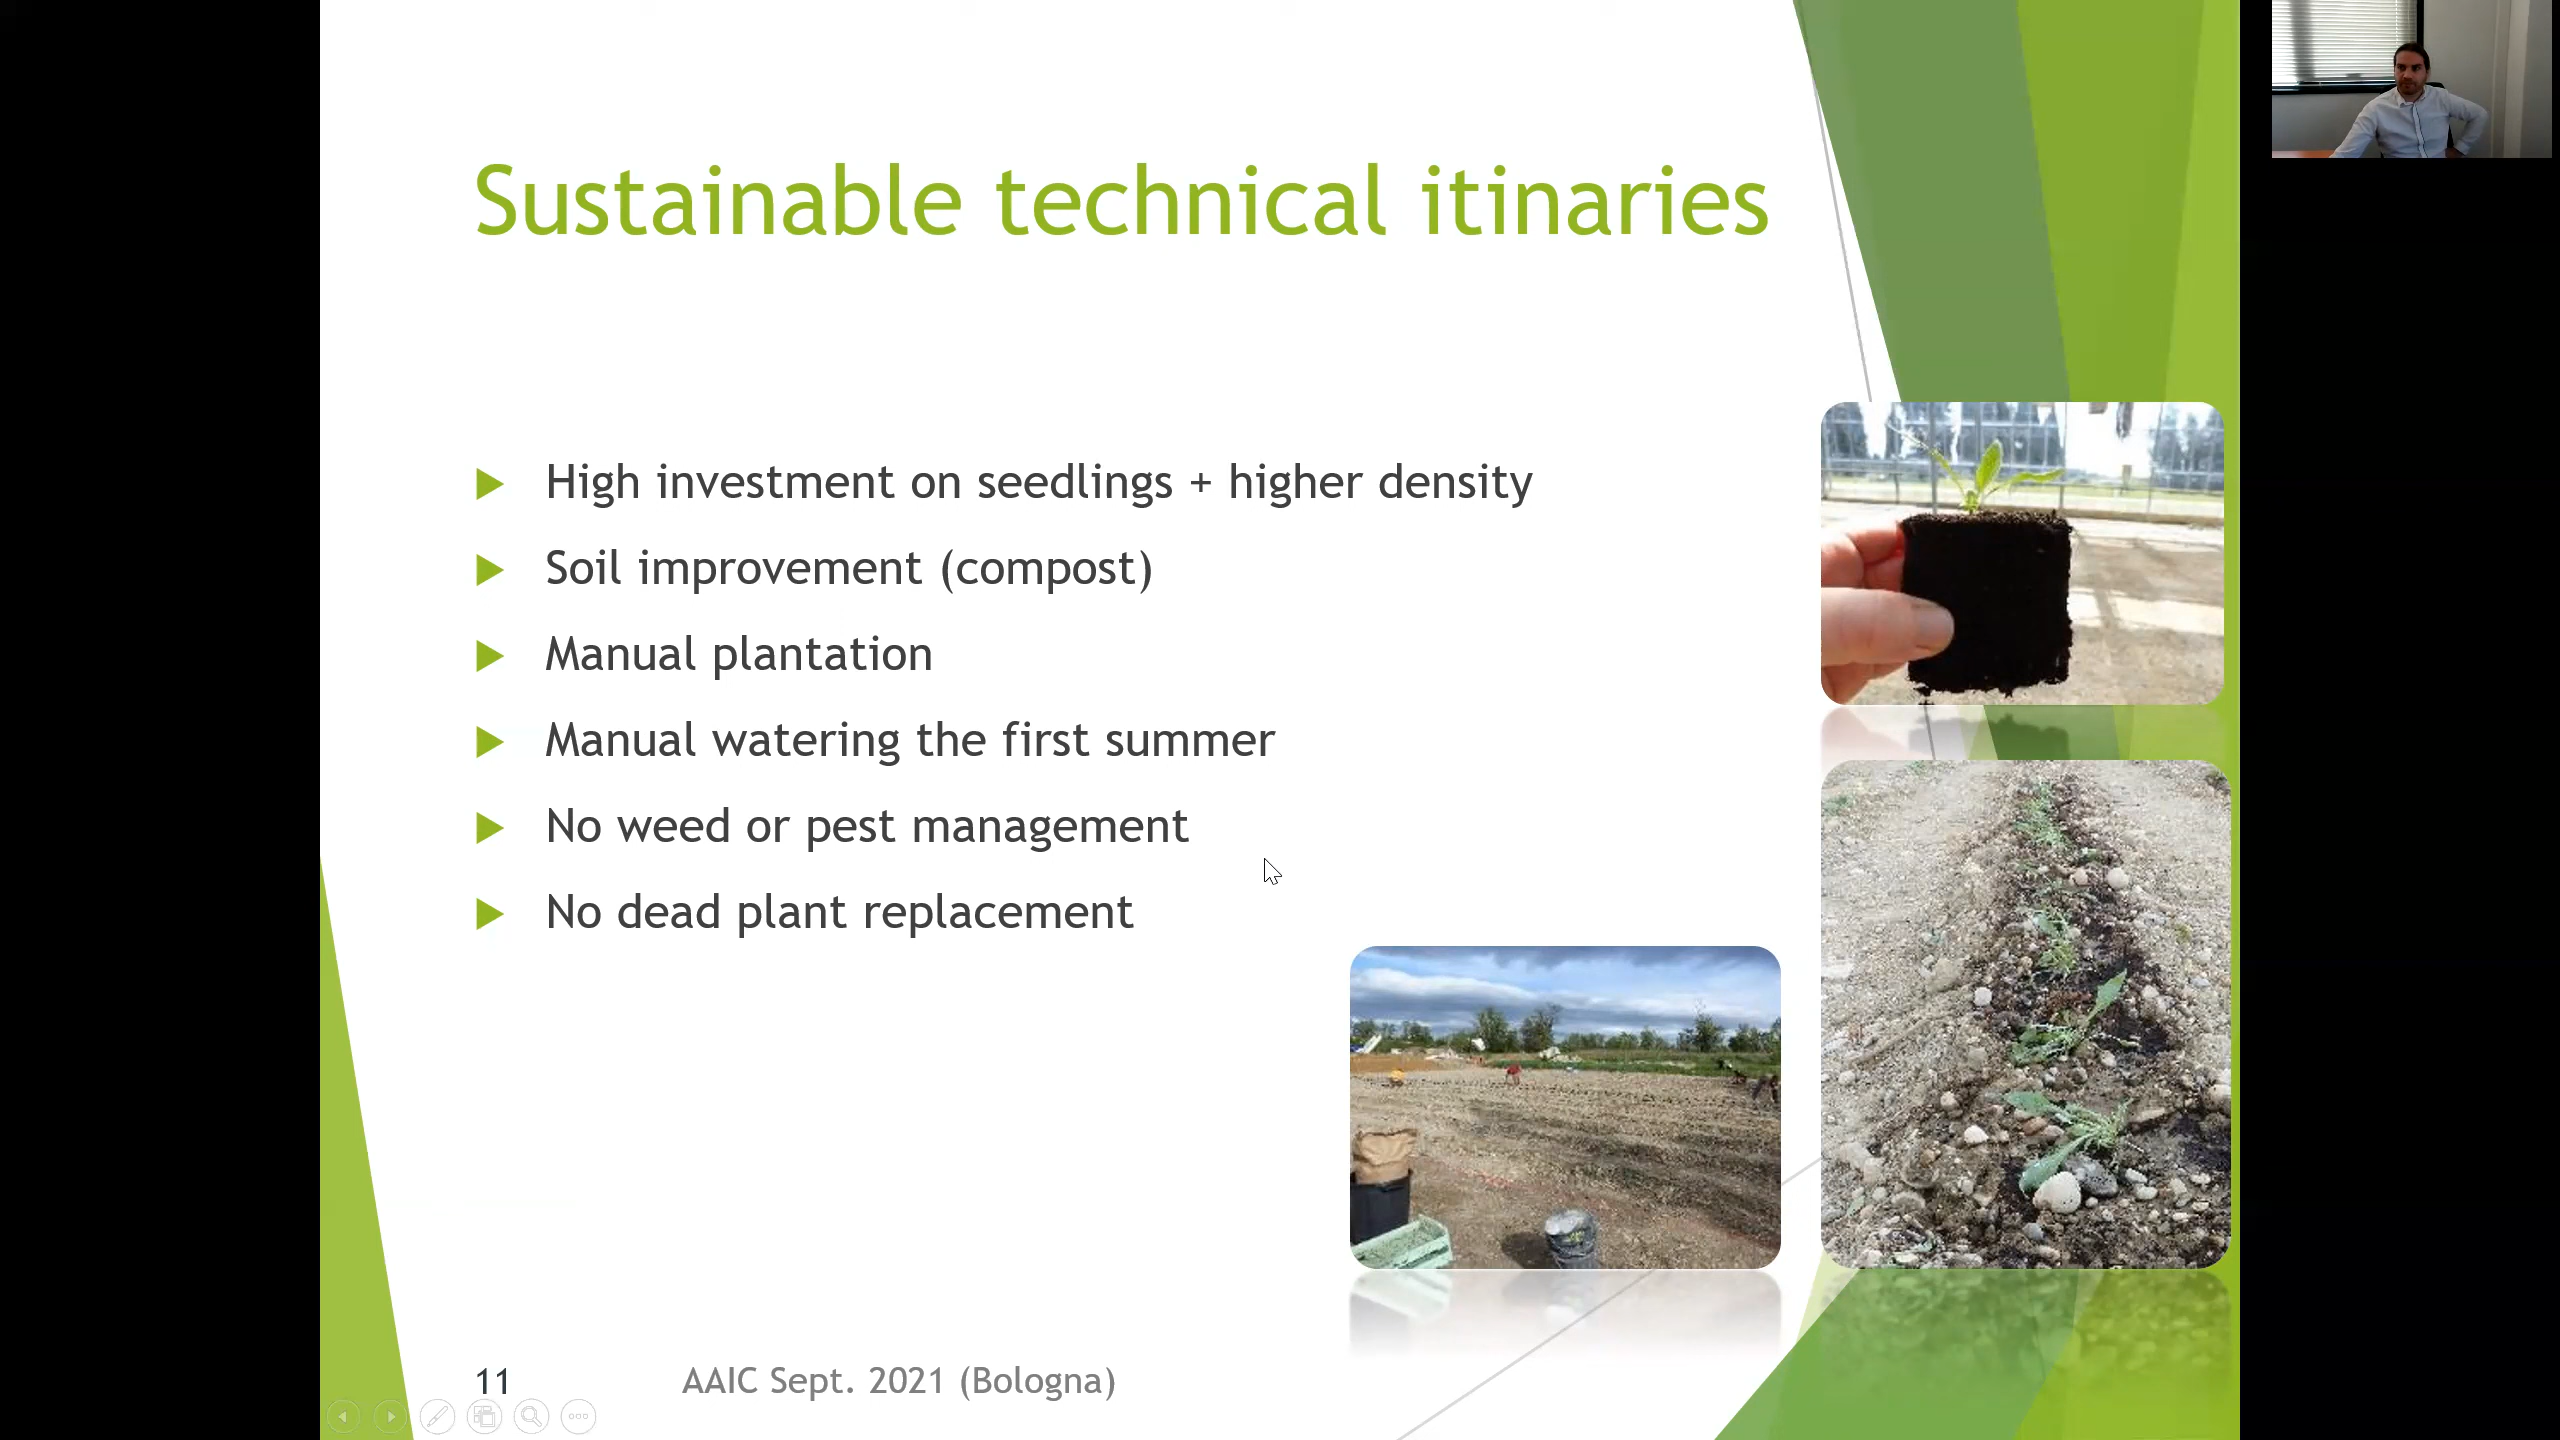 Sustainable technical itinaries
High investment on seedlings + higher density
Soil improvement (compost)
Manual plantation
Manual watering the first summer
No weed or pest management
No dead plant replacement
11
AAIC Sept. 2021 (Bologna)